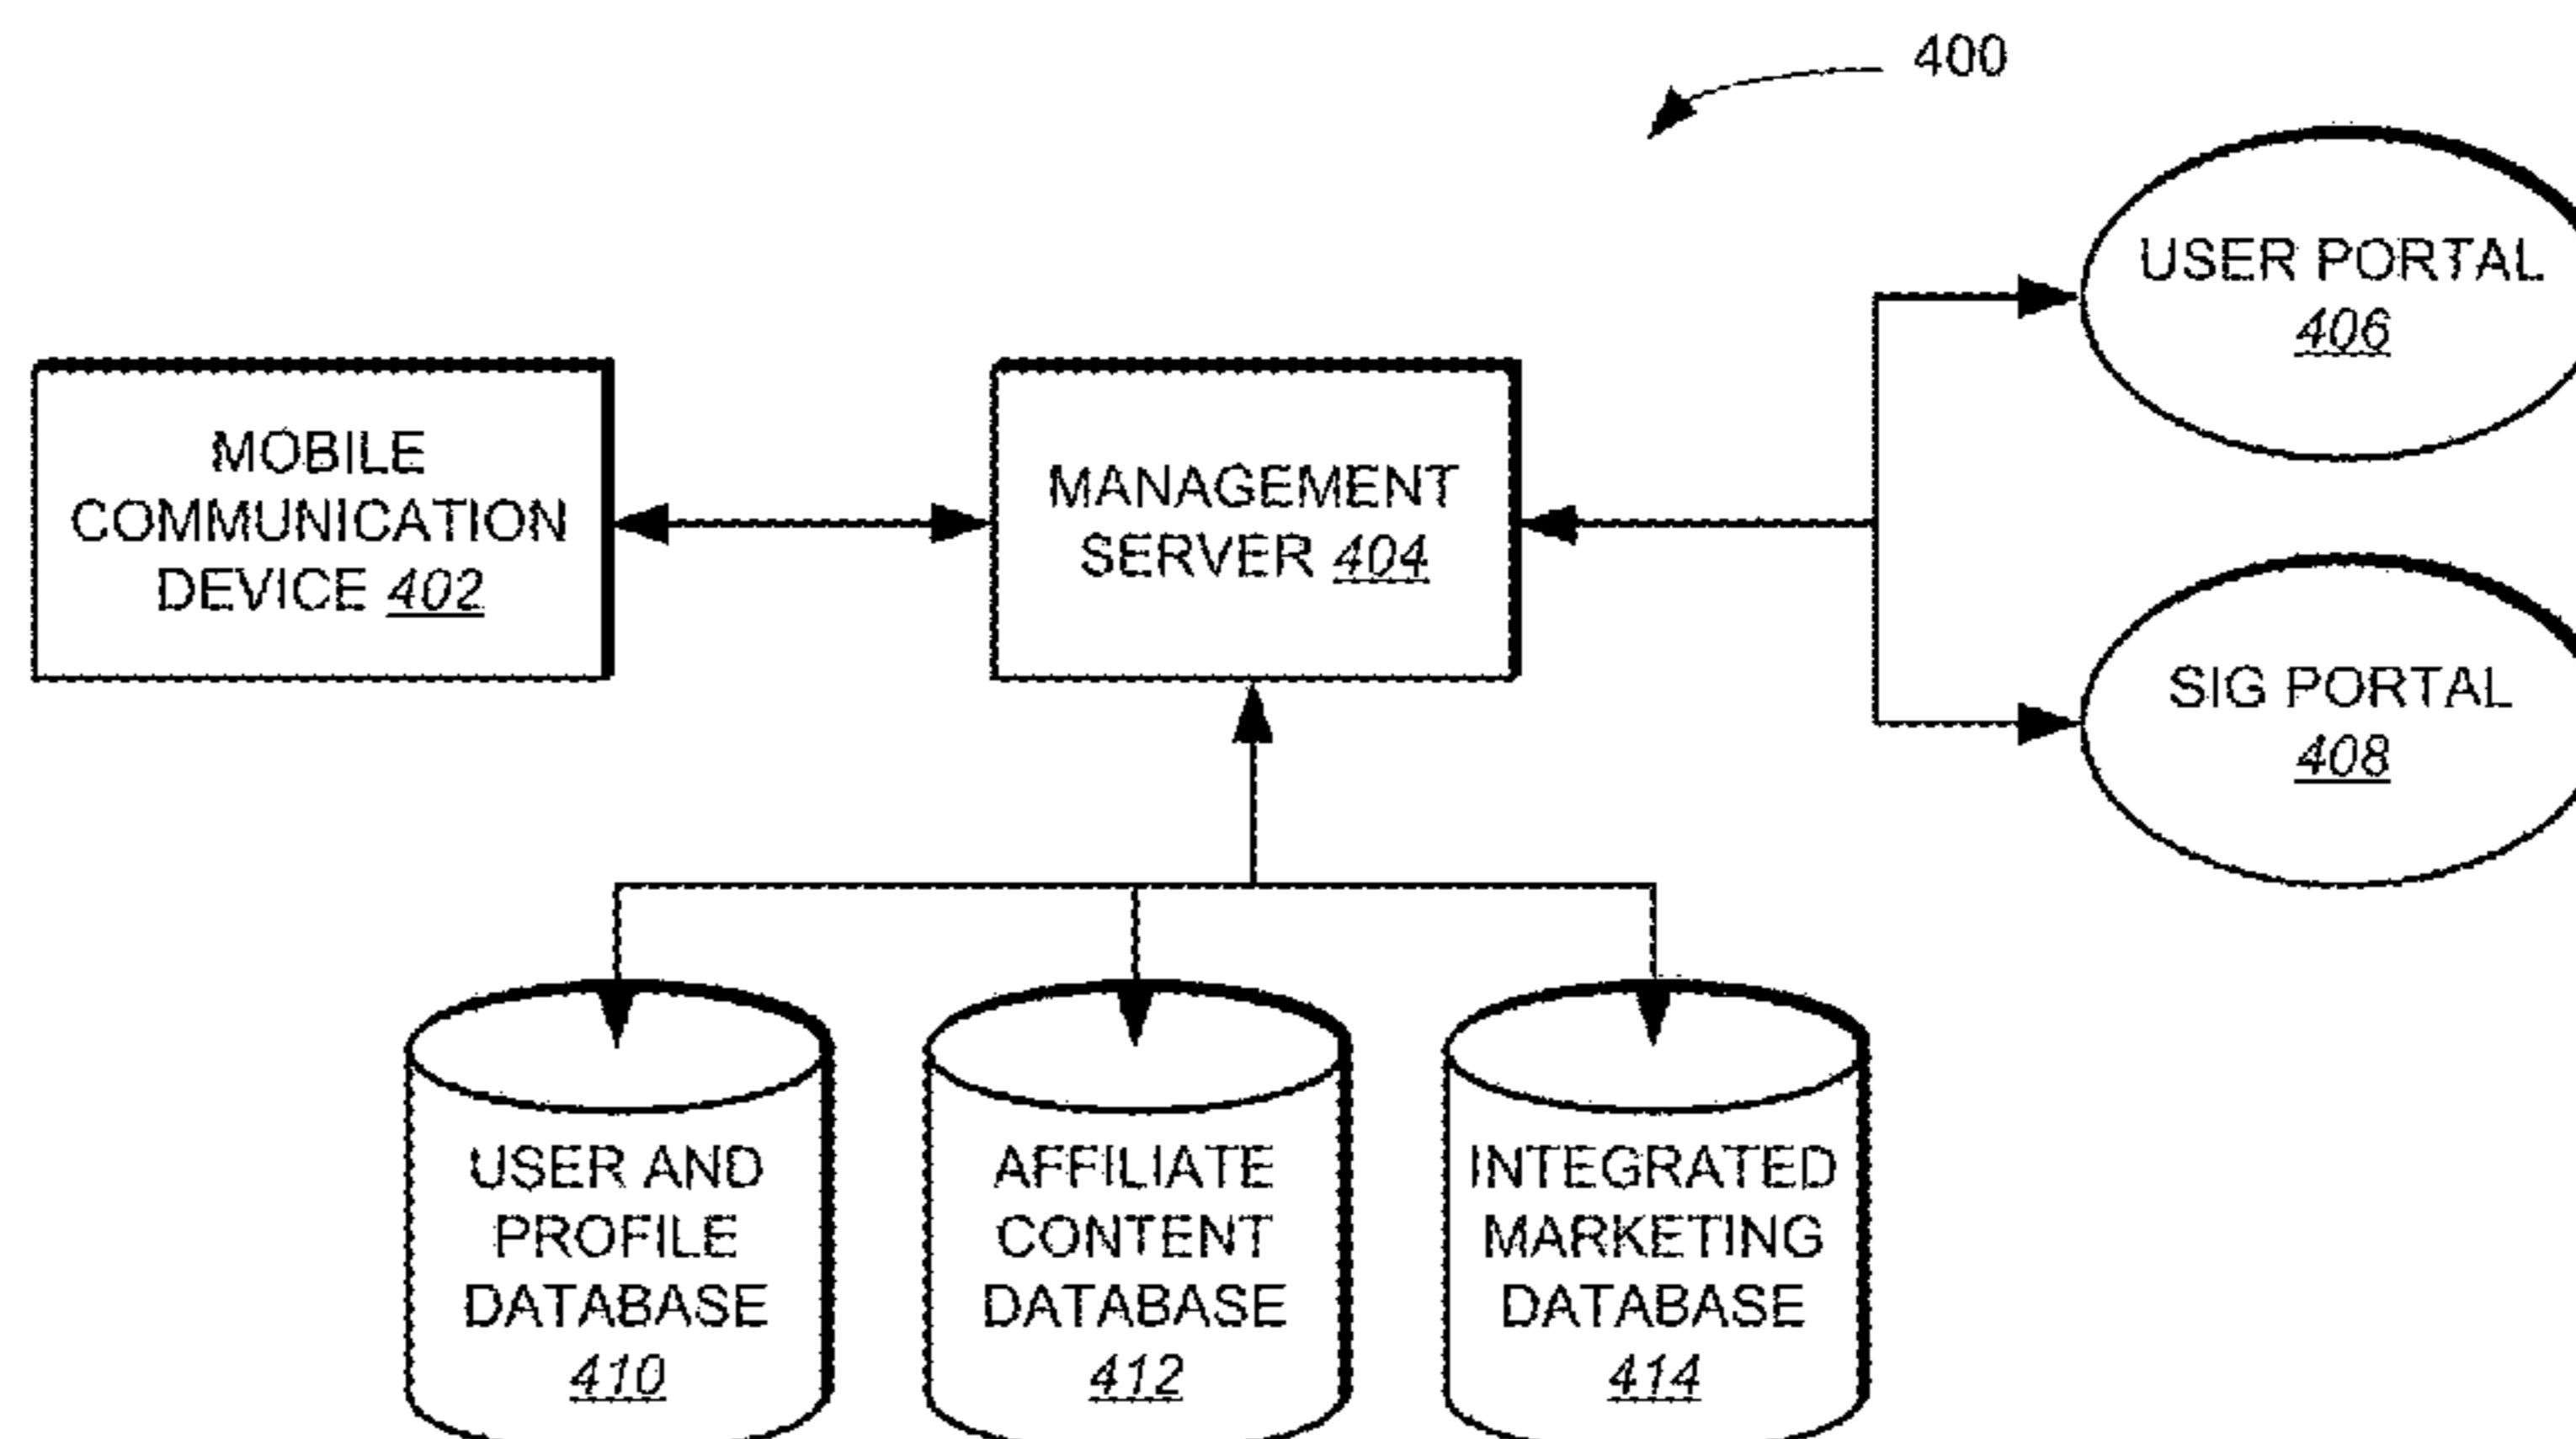 400
USER PORTAL
406
MOBILE
COMMUNICATION
DEVICE 402
MANAGEMENT
SERVER 404
SIG PORTAL
408
USER AND
PROFILE
DATABASE
410
AFFILIATE
CONTENT
DATABASE
412
INTEGRATED
MARKETING
DATABASE
414